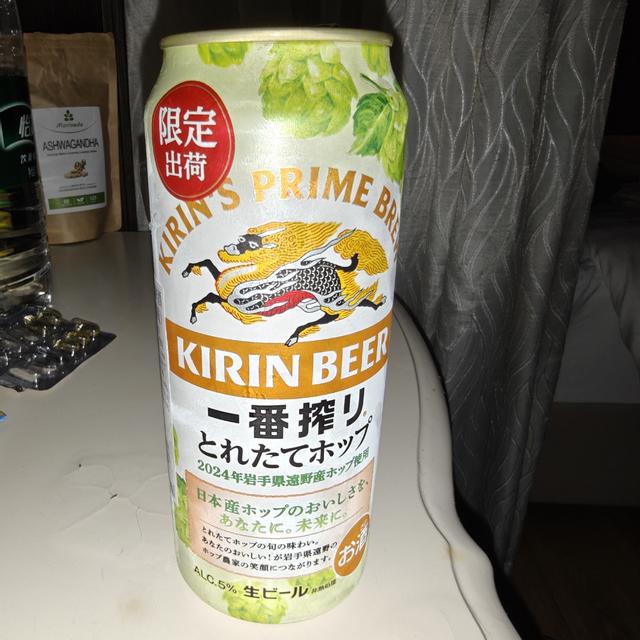 限定
出荷
KIRIN'S PRIME BREW
KIRIN BEER
一番搾り®
とれたてホップ
2024年岩手県遠野産ホップ使用
日本産ホップのおいしさを、
あなたに。未来に。
とれたてホップの旬の味わい。
あなたのおいしい!が岩手県遠野の
ホップ農家の笑顔につながります。
お酒
ALC.5% 生ビール 非熱処理
ASHWAGANDHA